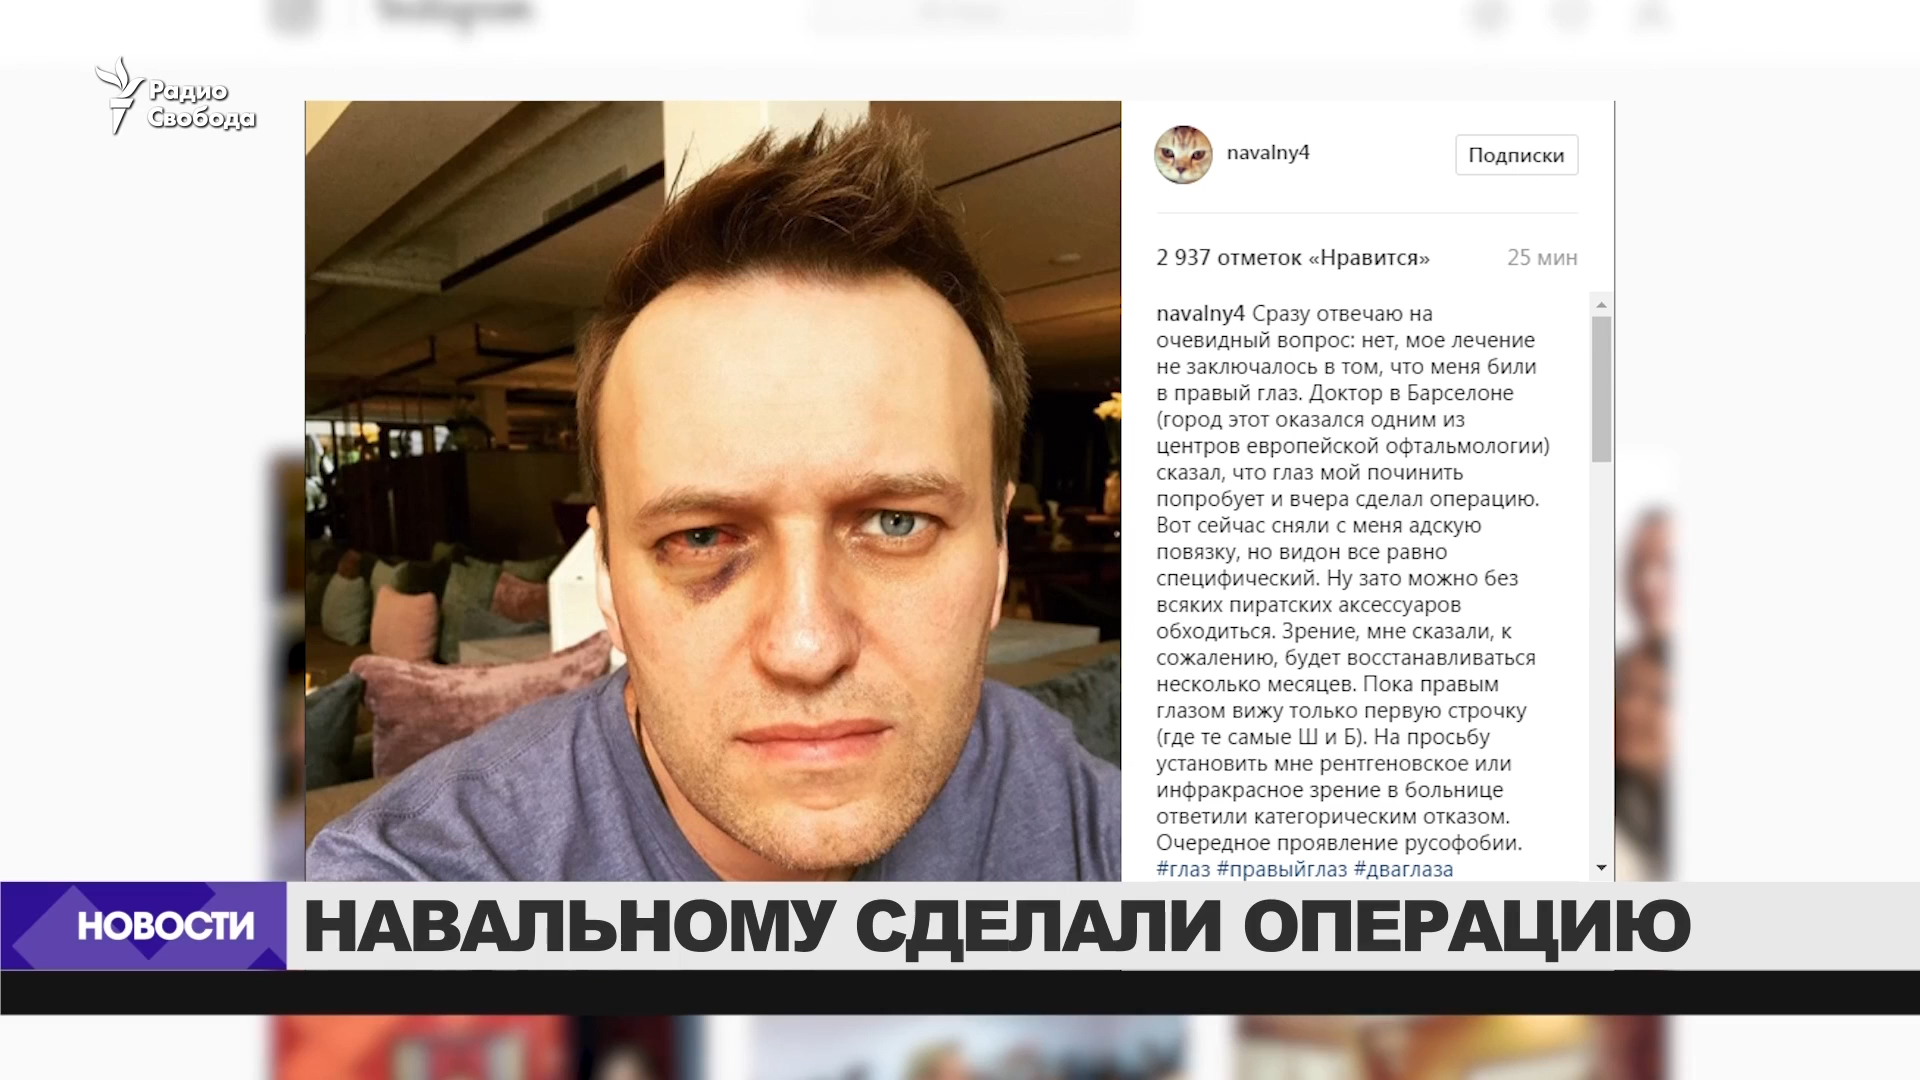 Радио
Свобода
navalny4
Подписки
2 937 отметок «Нравится»
25 мин
navalny4 Сразу отвечаю на
очевидный вопрос: нет, мое лечение
не заключалось в том, что меня били
в правый глаз. Доктор в Барселоне
(город этот оказался одним из
центров европейской офтальмологии)
сказал, что глаз мой починить
попробует и вчера сделал операцию.
Вот сейчас сняли с меня адскую
повязку, но видон все равно
специфический. Ну зато можно без
всяких пиратских аксессуаров
обходиться. Зрение, мне сказали, к
сожалению, будет восстанавливаться
несколько месяцев. Пока правым
глазом вижу только первую строчку
(где те самые Ш и Б). На просьбу
установить мне рентгеновское или
инфракрасное зрение в больнице
ответили категорическим отказом.
Очередное проявление русофобии.
#глаз #правыйглаз #дваглаза
НОВОСТИ
НАВАЛЬНОМУ СДЕЛАЛИ ОПЕРАЦИЮ